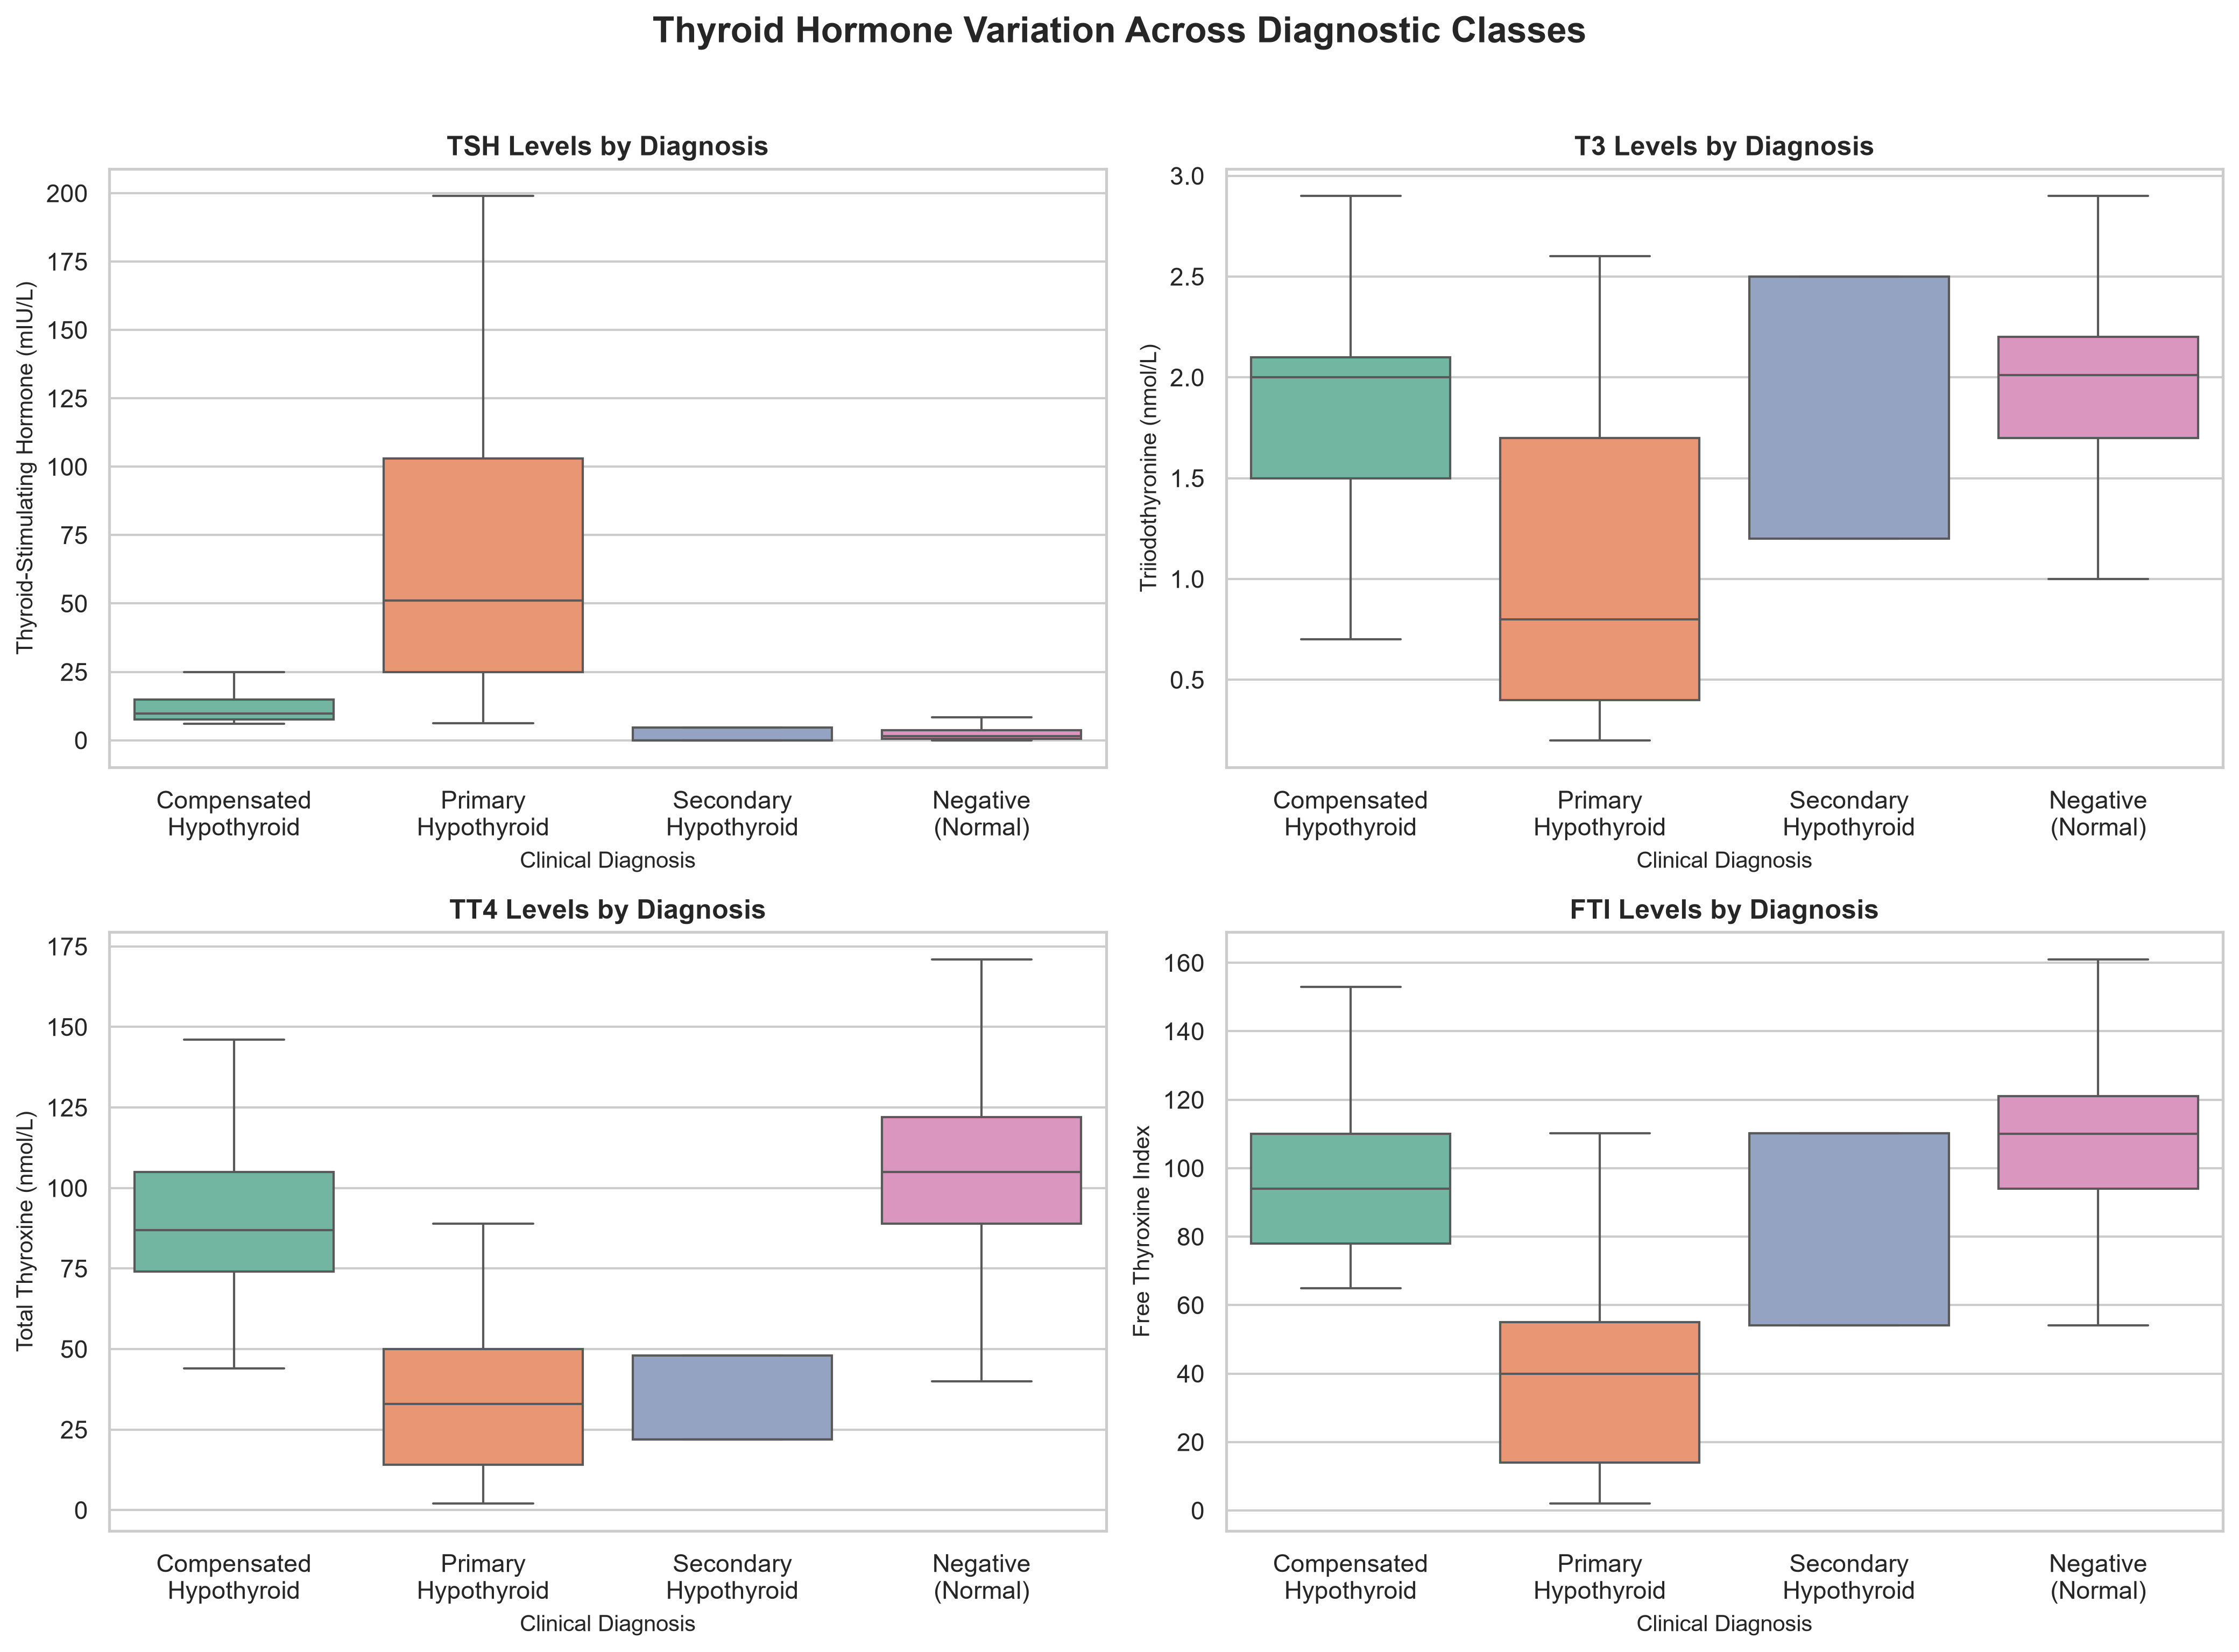 Thyroid Hormone Variation Across Diagnostic Classes
TSH Levels by Diagnosis
Thyroid-Stimulating Hormone (mIU/L)
200
175
150
125
100
75
50
25
0
Compensated
Hypothyroid
Primary
Hypothyroid
Secondary
Hypothyroid
Negative
(Normal)
Clinical Diagnosis
T3 Levels by Diagnosis
Triiodothyronine (nmol/L)
3.0
2.5
2.0
1.5
1.0
0.5
Compensated
Hypothyroid
Primary
Hypothyroid
Secondary
Hypothyroid
Negative
(Normal)
Clinical Diagnosis
TT4 Levels by Diagnosis
Total Thyroxine (nmol/L)
175
150
125
100
75
50
25
0
Compensated
Hypothyroid
Primary
Hypothyroid
Secondary
Hypothyroid
Negative
(Normal)
Clinical Diagnosis
FTI Levels by Diagnosis
Free Thyroxine Index
160
140
120
100
80
60
40
20
0
Compensated
Hypothyroid
Primary
Hypothyroid
Secondary
Hypothyroid
Negative
(Normal)
Clinical Diagnosis